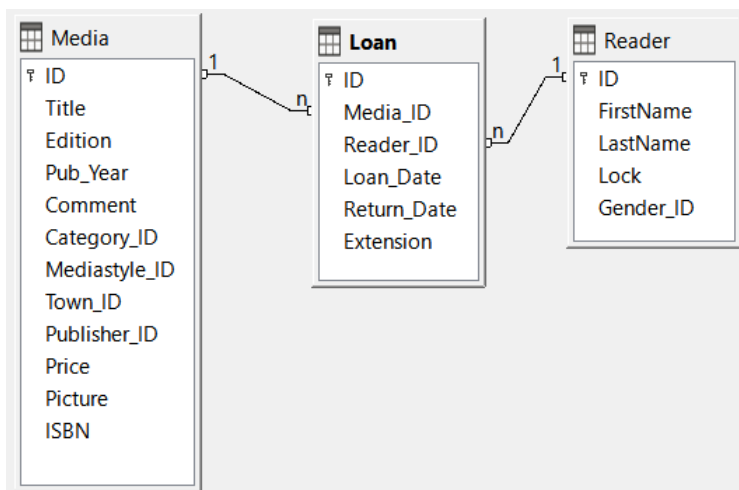 Media
ID
Title
Edition
Pub_Year
Comment
Category_ID
Mediastyle_ID
Town_ID
Publisher_ID
Price
Picture
ISBN
1
n
Loan
ID
Media_ID
Reader_ID
Loan_Date
Return_Date
Extension
n
1
Reader
ID
FirstName
LastName
Lock
Gender_ID